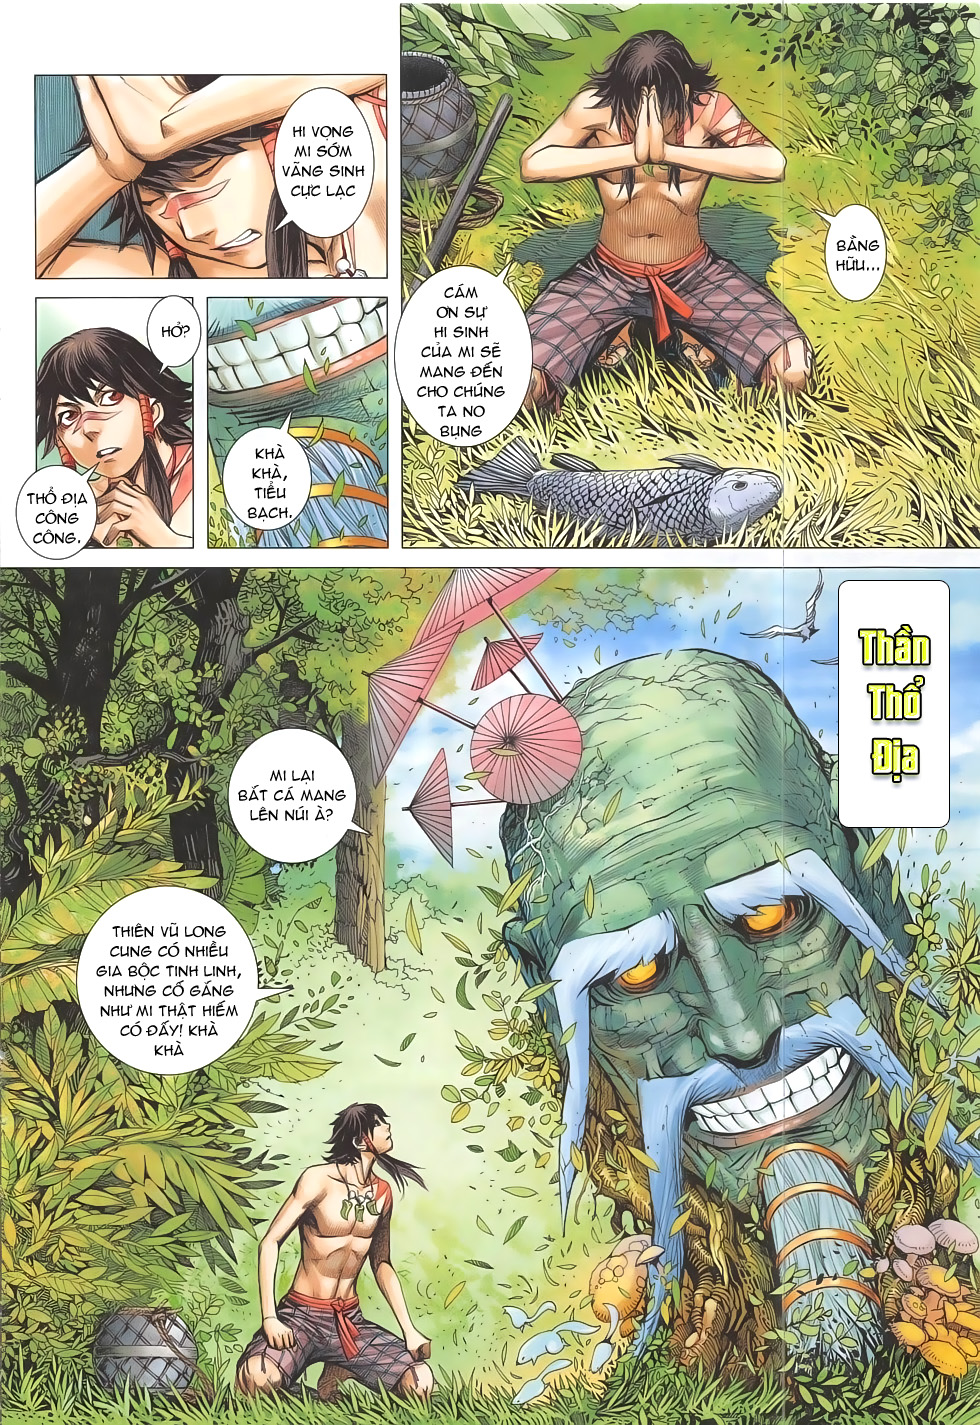 BẰNG
HỮU...
CÁM
ƠN SỰ
HI SINH
CỦA MI SẼ
MANG ĐẾN
CHO CHÚNG
TA NO
BỤNG
HI VỌNG
MI SỚM
VÃNG SINH
CỰC LẠC
KHÀ
KHÀ,
TIỂU
BẠCH.
HỞ?
THỔ ĐỊA
CÔNG
CÔNG.
Thần
Thổ
Địa
MI LẠI
BẮT CÁ MANG
LÊN NÚI À?
THIÊN VŨ LONG
CUNG CÓ NHIỀU
GIA BỘC TINH LINH,
NHƯNG CỐ GẮNG
NHƯ MI THẬT HIẾM
CÓ ĐẤY! KHÀ
KHÀ